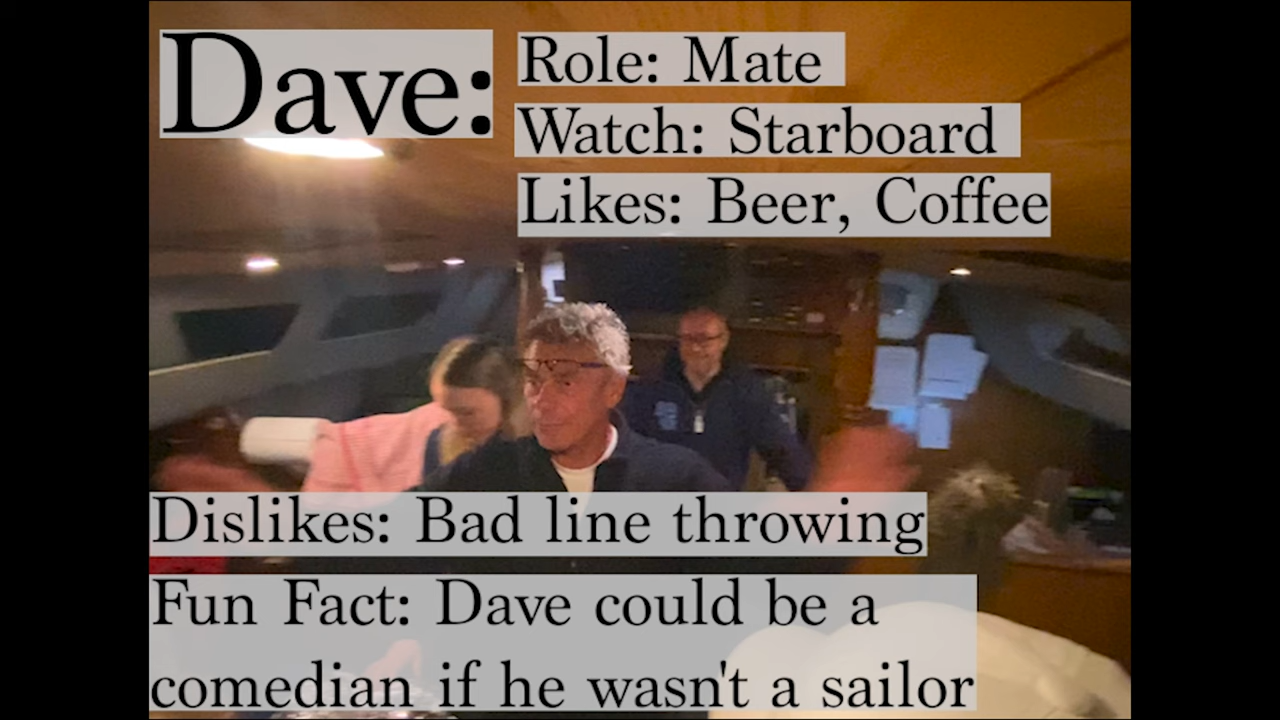 Dave:
Role: Mate
Watch: Starboard
Likes: Beer, Coffee
Dislikes: Bad line throwing
Fun Fact: Dave could be a
comedian if he wasn't a sailor